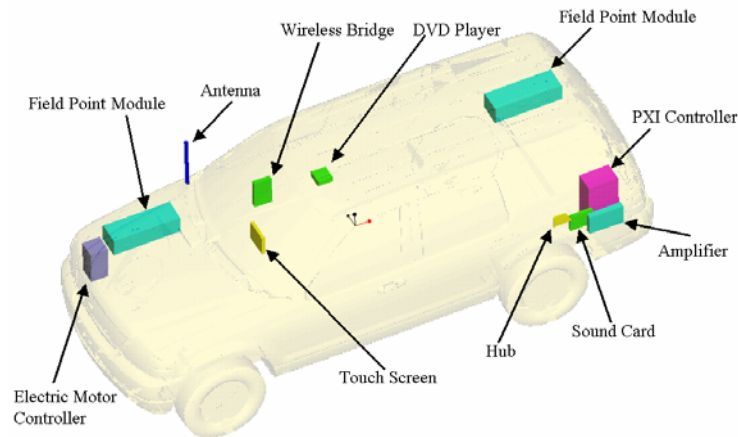 Wireless Bridge
DVD Player
Field Point Module
Antenna
Field Point Module
PXI Controller
Amplifier
Sound Card
Hub
Touch Screen
Electric Motor
Controller